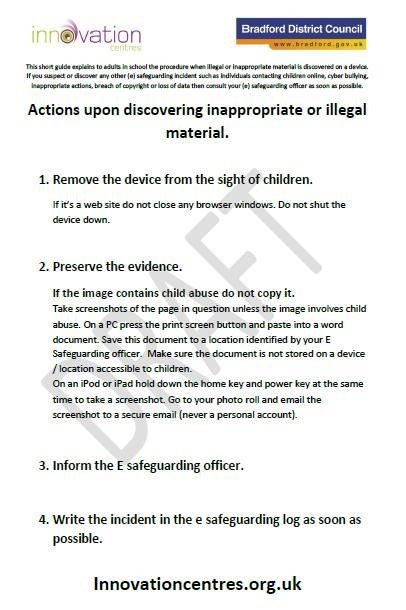 innovation
centres
Bradford District Council
www.bradford.gov.uk
This short guide explains to adults in school the procedure when illegal or inappropriate material is discovered on a device.
If you suspect or discover any other (e) safeguarding incident such as individuals contacting children online, cyber bullying,
inappropriate actions, breach of copyright or loss of data then consult your (e) safeguarding officer as soon as possible.
Actions upon discovering inappropriate or illegal
material.
1. Remove the device from the sight of children.
If it's a web site do not close any browser windows. Do not shut the
device down.
2. Preserve the evidence.
If the image contains child abuse do not copy it.
Take screenshots of the page in question unless the image involves child
abuse. On a PC press the print screen button and paste into a word
document. Save this document to a location identified by your E
Safeguarding officer. Make sure the document is not stored on a device
/ location accessible to children.
On an iPod or iPad hold down the home key and power key at the same
time to take a screenshot. Go to your photo roll and email the
screenshot to a secure email (never a personal account).
3. Inform the E safeguarding officer.
4. Write the incident in the e safeguarding log as soon as
possible.
Innovationcentres.org.uk
DRAFT